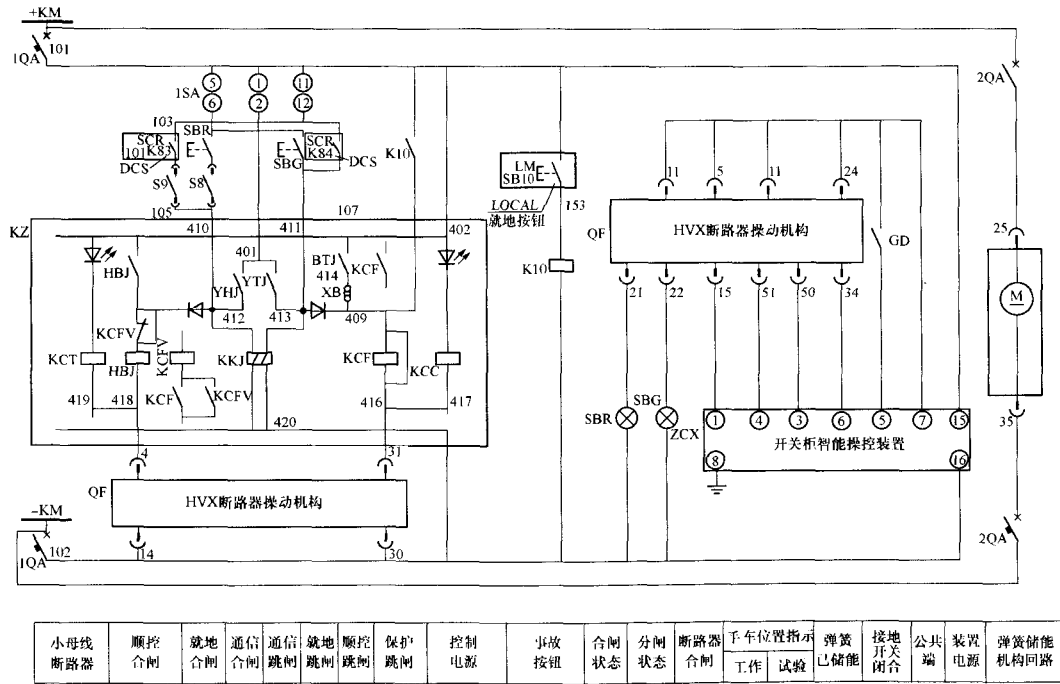 +KM
1QA 101
2QA
1SA 5 1 11
6 2 12
103
SBR
SCR
101 K83
DCS
SBG
SCR
K84
DCS
K10
S9 S8
105 107
LM
SB10
LOCAL
就地按钮
153
K10
11 5 11 24
QF HVX断路器操动机构
GD
21 22 15 51 50 34
25
M
35
KZ 410 411 402
401
HBJ YHJ YTJ BTJ KCF
414
XB
412 413 409
KCFV
KCT HBJ KCFV KKJ KCF KCC
KCF KCFV
419 418 420 416 417
SBR SBG
ZCX
1 4 3 6 5 7 15
开关柜智能操控装置
8 16
4 31
QF HVX断路器操动机构
14 30
-KM
1QA 102
2QA
小母线断路器
顺控合闸
就地合闸
通信合闸
通信跳闸
就地跳闸
顺控跳闸
保护跳闸
控制电源
事故按钮
合闸状态
分闸状态
断路器合闸
手车位置指示
工作 试验
弹簧已储能
接地开关闭合
公共端
装置电源
弹簧储能机构回路